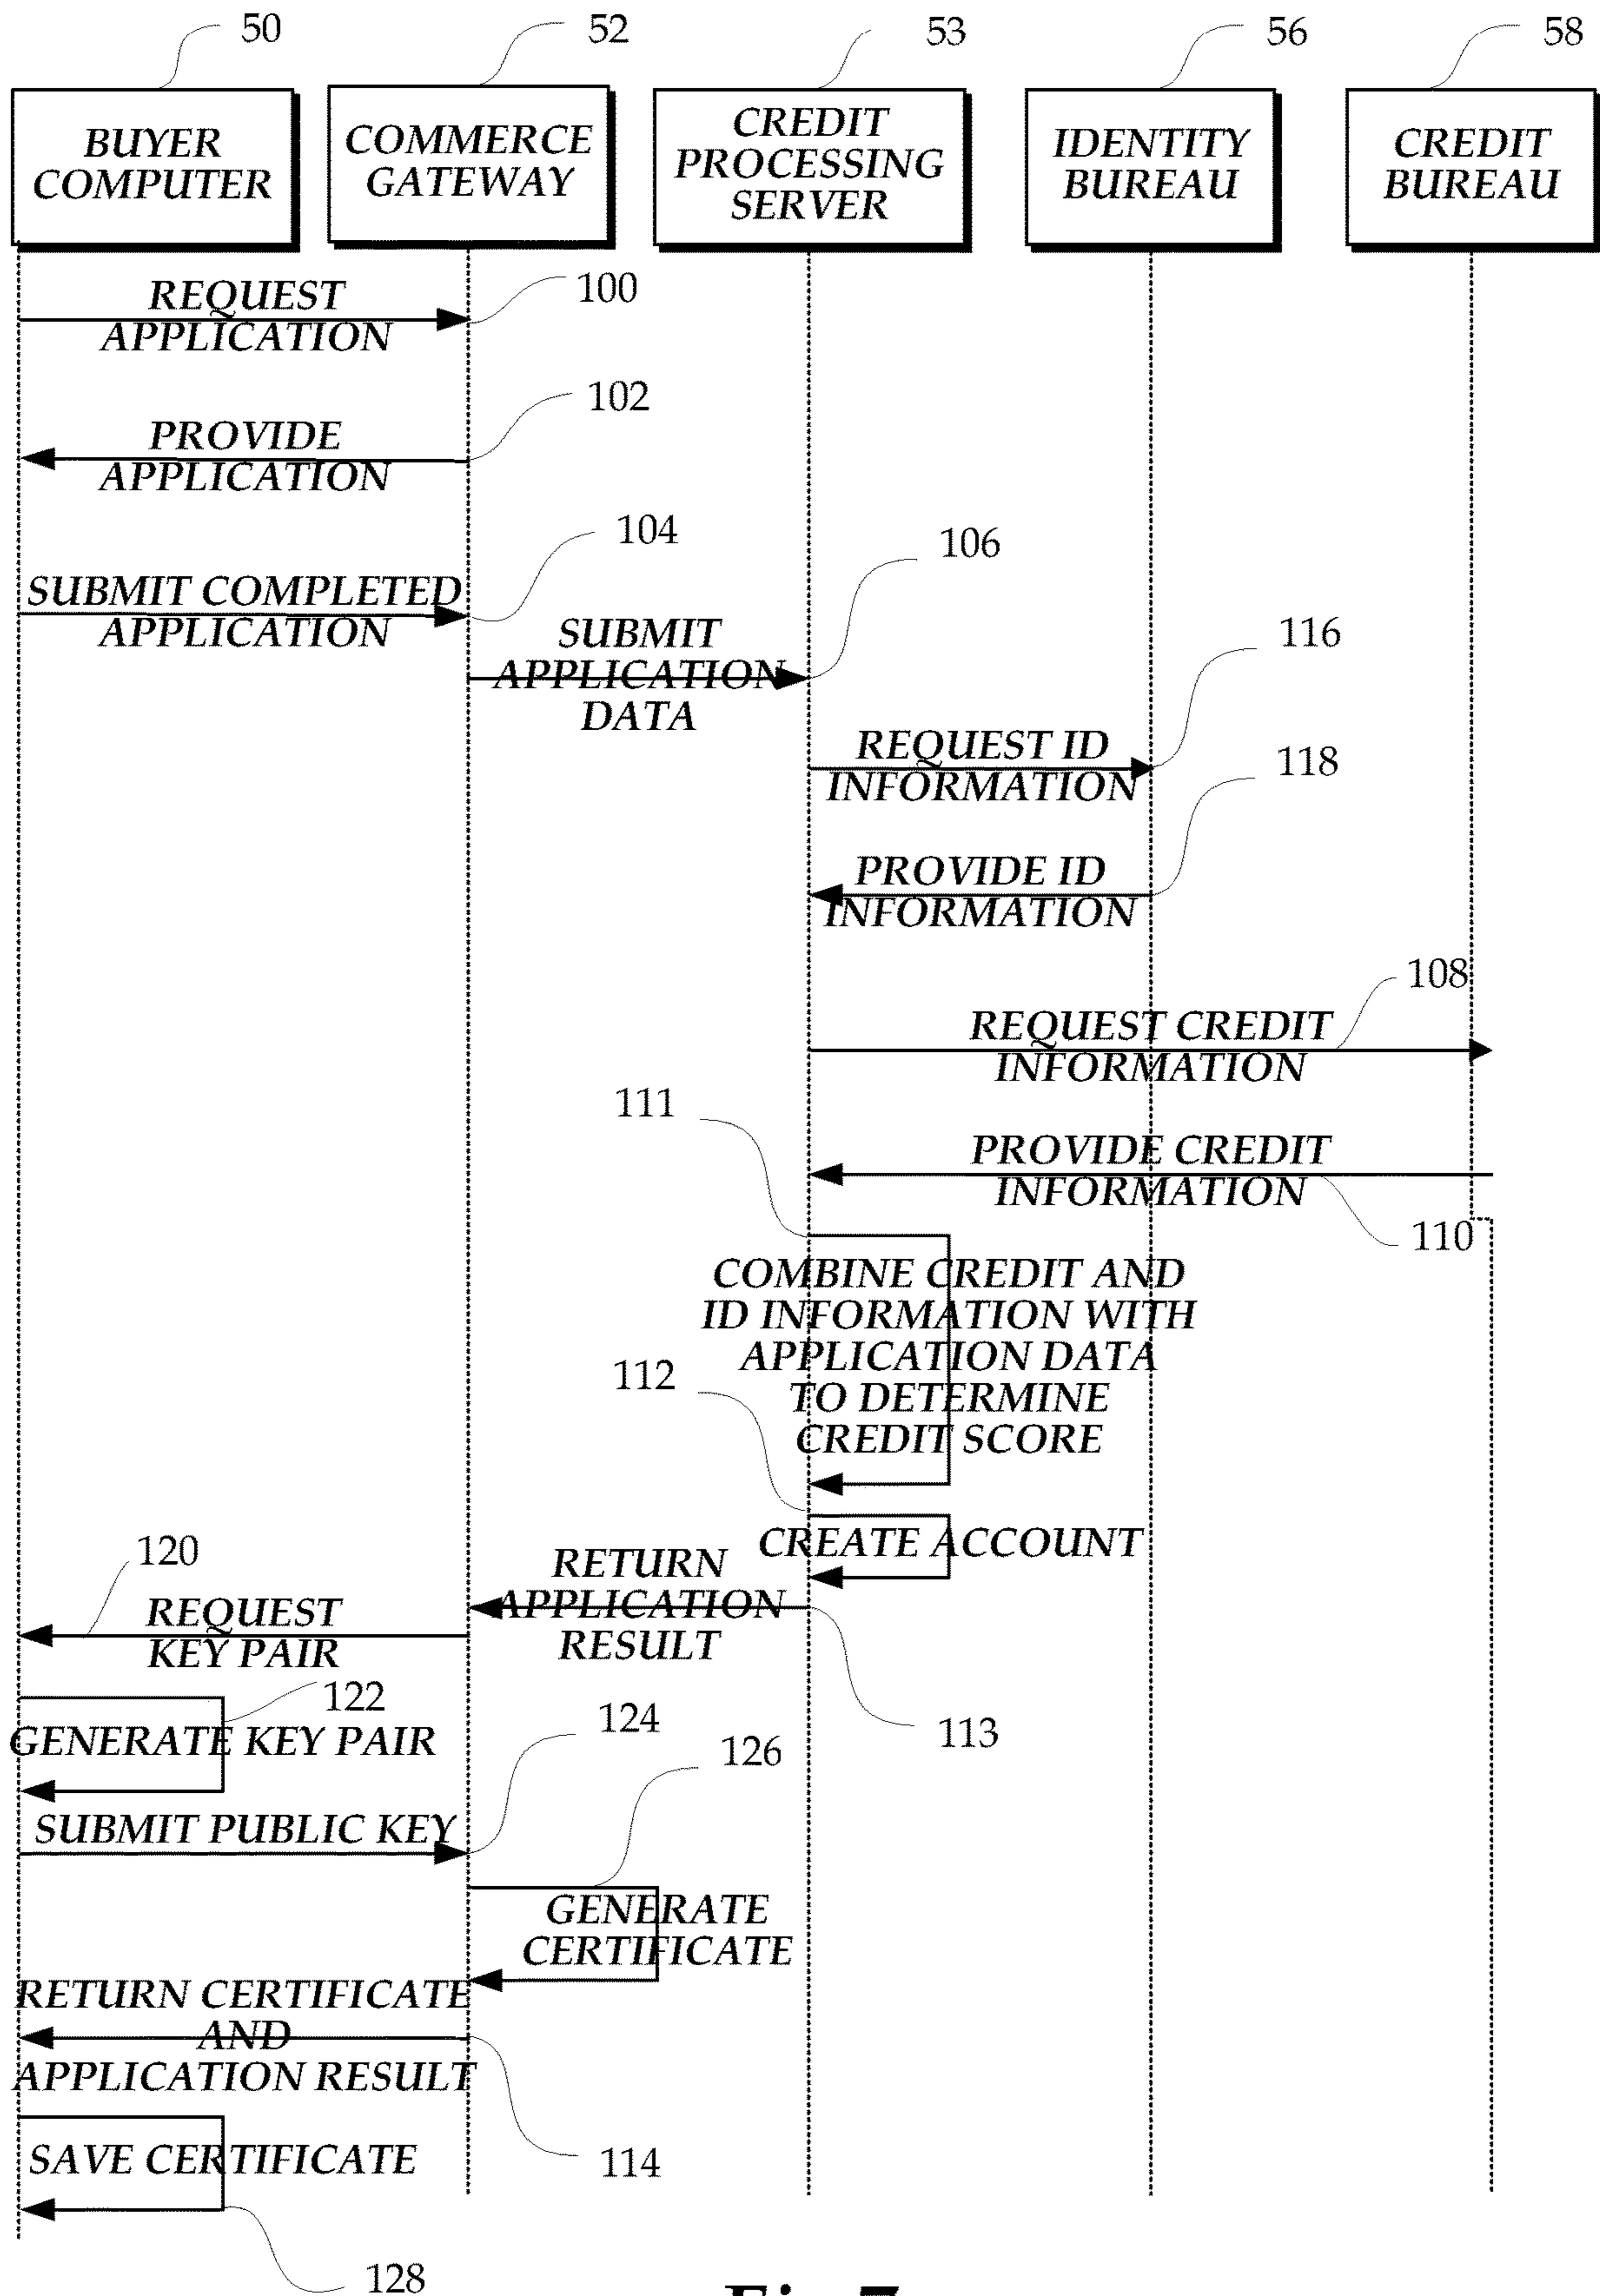 50
52
53
56
58
BUYER
COMPUTER
COMMERCE
GATEWAY
CREDIT
PROCESSING
SERVER
IDENTITY
BUREAU
CREDIT
BUREAU
REQUEST
APPLICATION
100
PROVIDE
APPLICATION
102
SUBMIT COMPLETED
APPLICATION
104
SUBMIT
APPLICATION
DATA
106
REQUEST ID
INFORMATION
116
PROVIDE ID
INFORMATION
118
REQUEST CREDIT
INFORMATION
108
PROVIDE CREDIT
INFORMATION
110
111
COMBINE CREDIT AND
ID INFORMATION WITH
APPLICATION DATA
TO DETERMINE
CREDIT SCORE
112
CREATE ACCOUNT
RETURN
APPLICATION
RESULT
113
120
REQUEST
KEY PAIR
122
GENERATE KEY PAIR
124
SUBMIT PUBLIC KEY
126
GENERATE
CERTIFICATE
RETURN CERTIFICATE
AND
APPLICATION RESULT
114
SAVE CERTIFICATE
128